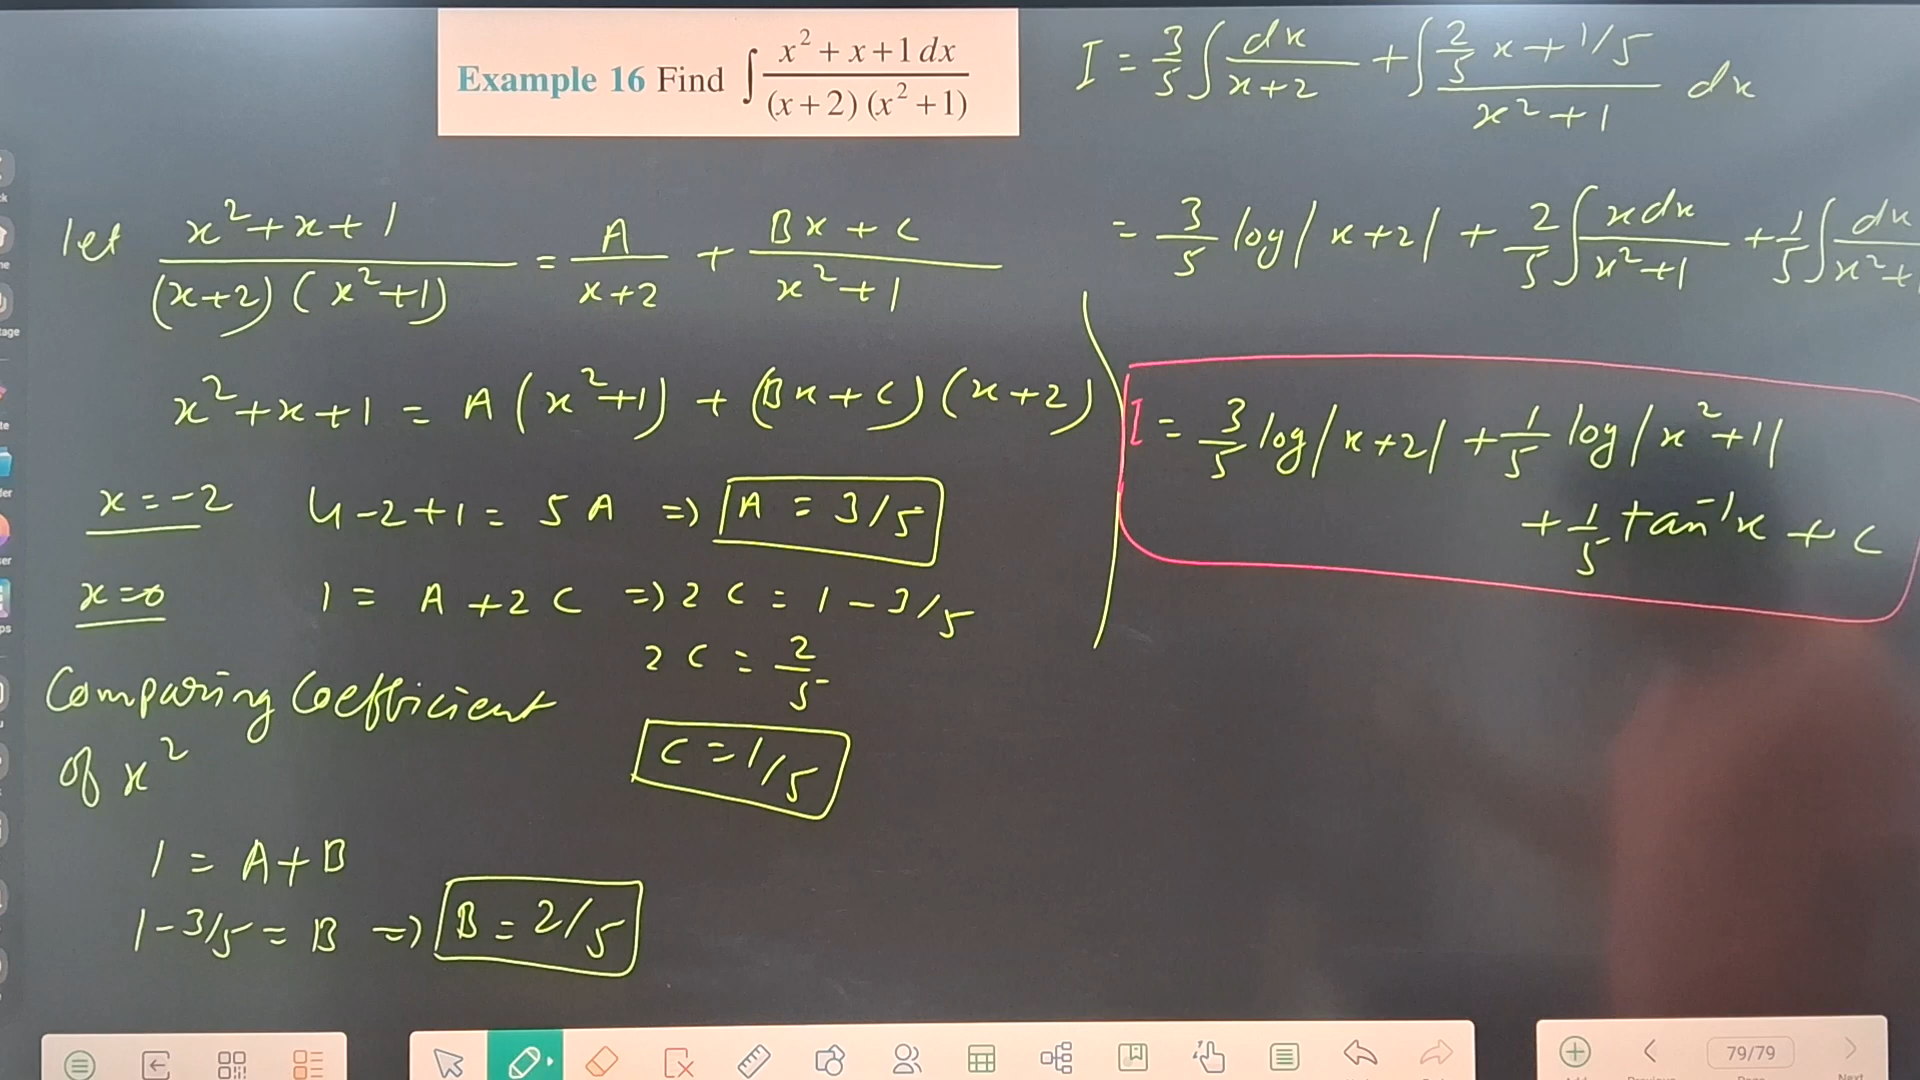 Example 16 Find ∫ x² + x + 1 dx / (x + 2) (x² + 1)
let x²+x+1 / (x+2)(x²+1) = A / x+2 + Bx+C / x²+1
x²+x+1 = A(x²+1) + (Bx+C)(x+2)
x=-2 4-2+1 = 5A => A = 3/5
x=0 1 = A+2C => 2C = 1-3/5
2C = 2/5
Comparing Coefficient
of x²
C = 1/5
1 = A+B
1-3/5 = B => B = 2/5
I = 3/5 ∫ dx / x+2 + ∫ 2/5 x + 1/5 / x²+1 dx
= 3/5 log|x+2| + 2/5 ∫ xdx / x²+1 + 1/5 ∫ dx / x²+
I = 3/5 log|x+2| + 1/5 log|x²+1|
+ 1/5 tan⁻¹x + C
79/79
Next